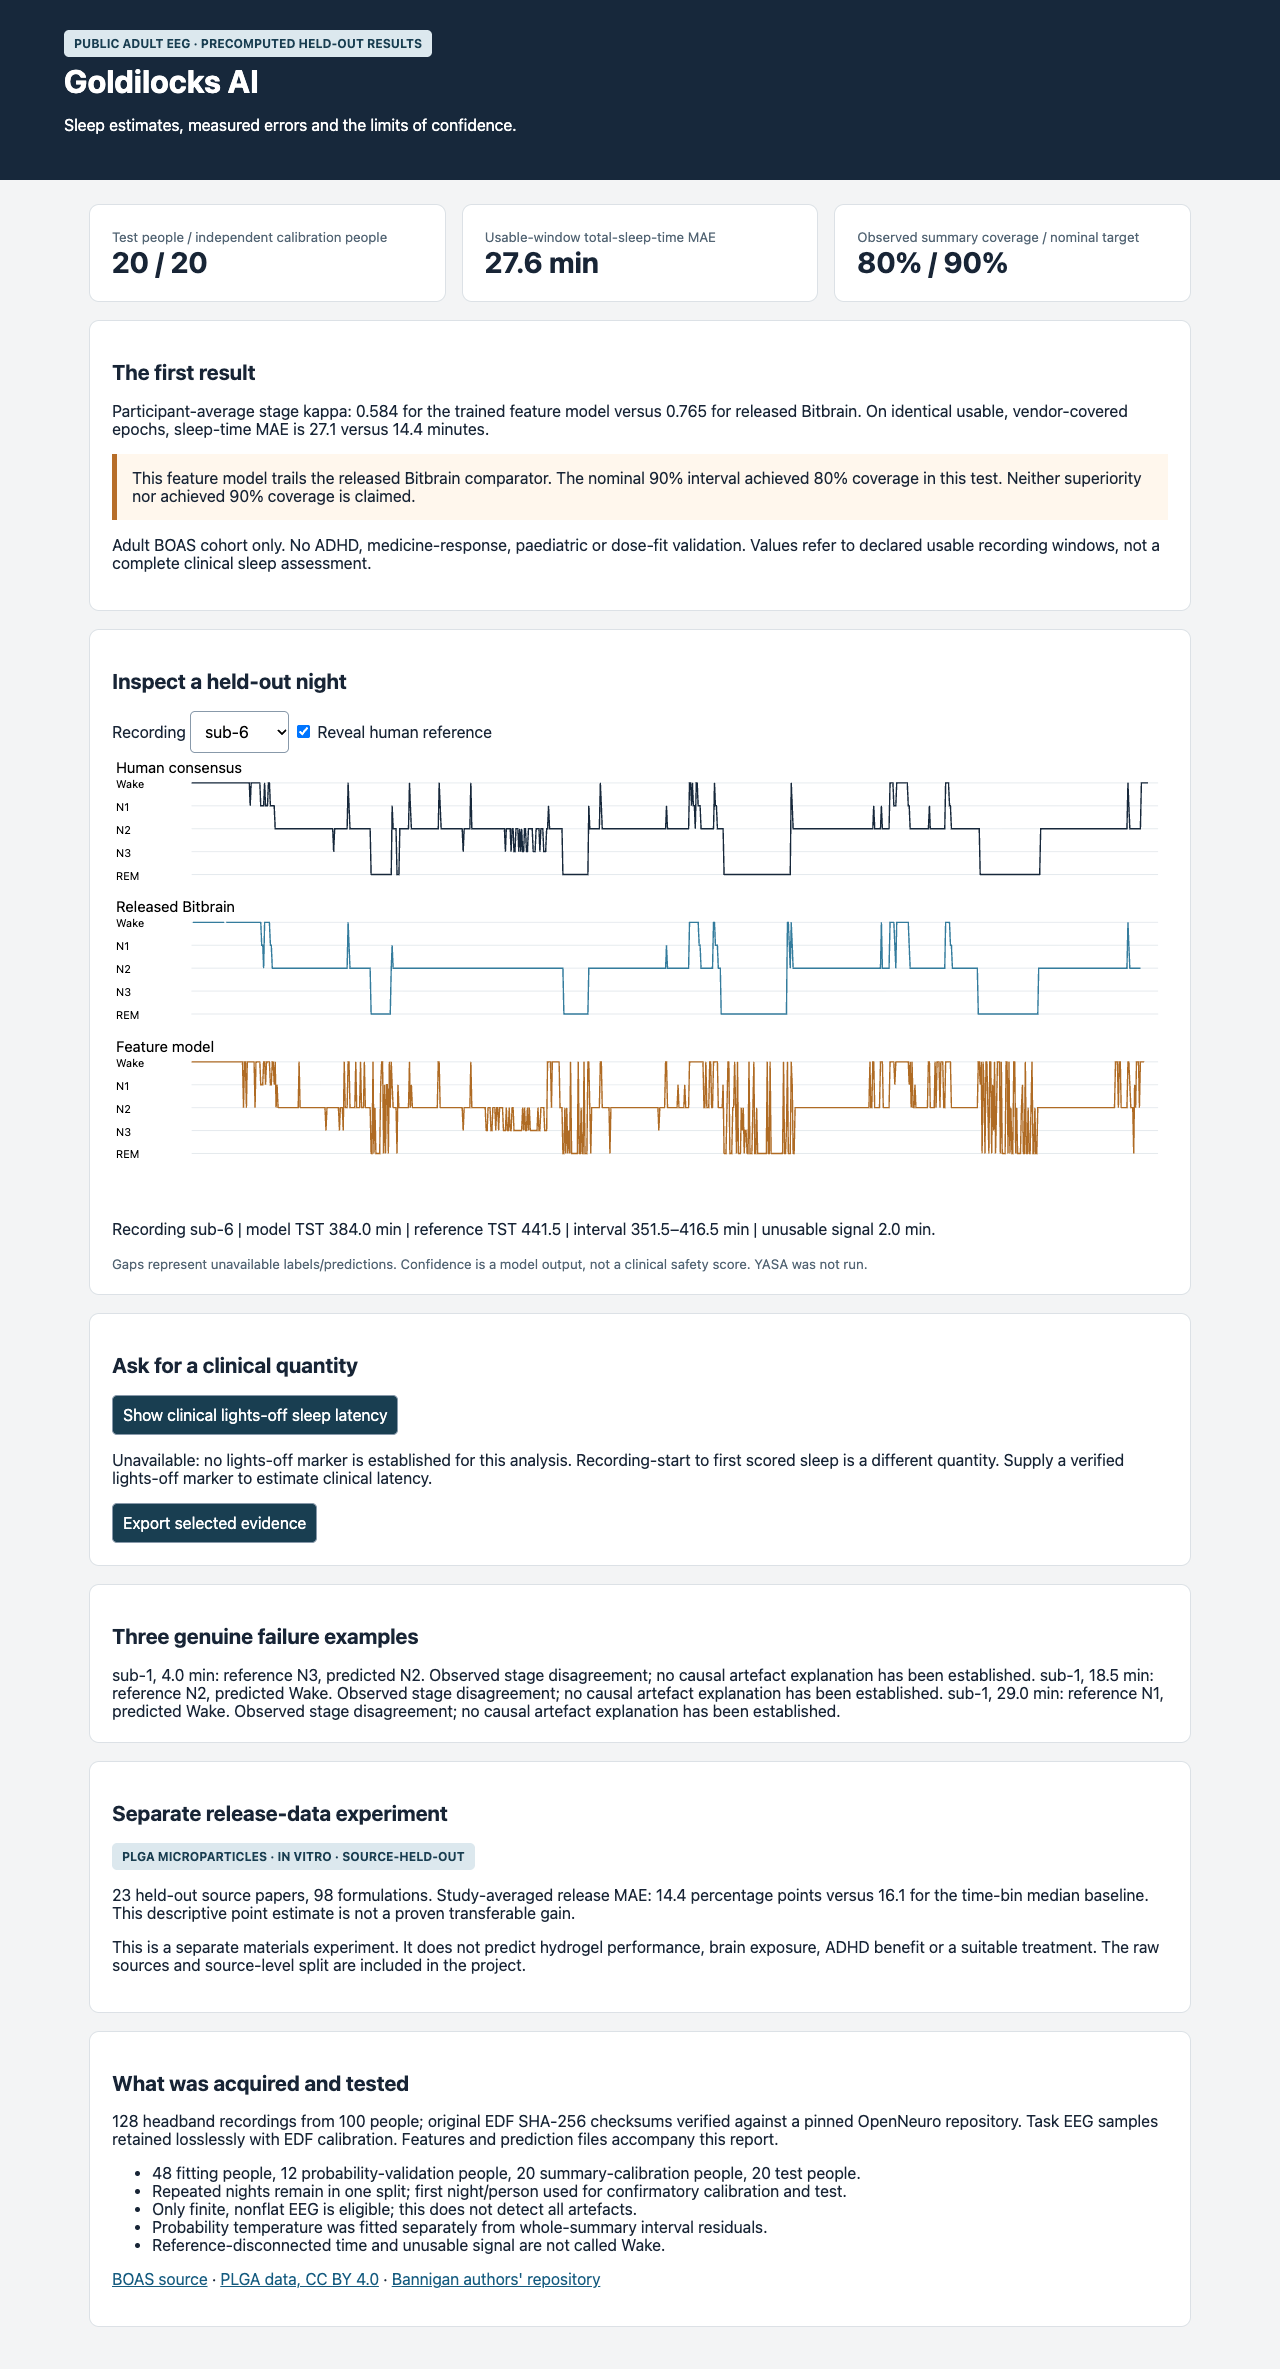 PUBLIC ADULT EEG · PRECOMPUTED HELD-OUT RESULTS
Goldilocks AI
Sleep estimates, measured errors and the limits of confidence.
Test people / independent calibration people
20 / 20
Usable-window total-sleep-time MAE
27.6 min
Observed summary coverage / nominal target
80% / 90%
The first result
Participant-average stage kappa: 0.584 for the trained feature model versus 0.765 for released Bitbrain. On identical usable, vendor-covered
epochs, sleep-time MAE is 27.1 versus 14.4 minutes.
This feature model trails the released Bitbrain comparator. The nominal 90% interval achieved 80% coverage in this test. Neither superiority
nor achieved 90% coverage is claimed.
Adult BOAS cohort only. No ADHD, medicine-response, paediatric or dose-fit validation. Values refer to declared usable recording windows, not a
complete clinical sleep assessment.
Inspect a held-out night
Recording sub-6 Reveal human reference
Human consensus
Wake
N1
N2
N3
REM
Released Bitbrain
Wake
N1
N2
N3
REM
Feature model
Wake
N1
N2
N3
REM
Recording sub-6 | model TST 384.0 min | reference TST 441.5 | interval 351.5–416.5 min | unusable signal 2.0 min.
Gaps represent unavailable labels/predictions. Confidence is a model output, not a clinical safety score. YASA was not run.
Ask for a clinical quantity
Show clinical lights-off sleep latency
Unavailable: no lights-off marker is established for this analysis. Recording-start to first scored sleep is a different quantity. Supply a verified
lights-off marker to estimate clinical latency.
Export selected evidence
Three genuine failure examples
sub-1, 4.0 min: reference N3, predicted N2. Observed stage disagreement; no causal artefact explanation has been established. sub-1, 18.5 min:
reference N2, predicted Wake. Observed stage disagreement; no causal artefact explanation has been established. sub-1, 29.0 min: reference N1,
predicted Wake. Observed stage disagreement; no causal artefact explanation has been established.
Separate release-data experiment
PLGA MICROPARTICLES · IN VITRO · SOURCE-HELD-OUT
23 held-out source papers, 98 formulations. Study-averaged release MAE: 14.4 percentage points versus 16.1 for the time-bin median baseline.
This descriptive point estimate is not a proven transferable gain.
This is a separate materials experiment. It does not predict hydrogel performance, brain exposure, ADHD benefit or a suitable treatment. The raw
sources and source-level split are included in the project.
What was acquired and tested
128 headband recordings from 100 people; original EDF SHA-256 checksums verified against a pinned OpenNeuro repository. Task EEG samples
retained losslessly with EDF calibration. Features and prediction files accompany this report.
• 48 fitting people, 12 probability-validation people, 20 summary-calibration people, 20 test people.
• Repeated nights remain in one split; first night/person used for confirmatory calibration and test.
• Only finite, nonflat EEG is eligible; this does not detect all artefacts.
• Probability temperature was fitted separately from whole-summary interval residuals.
• Reference-disconnected time and unusable signal are not called Wake.
BOAS source · PLGA data, CC BY 4.0 · Bannigan authors' repository